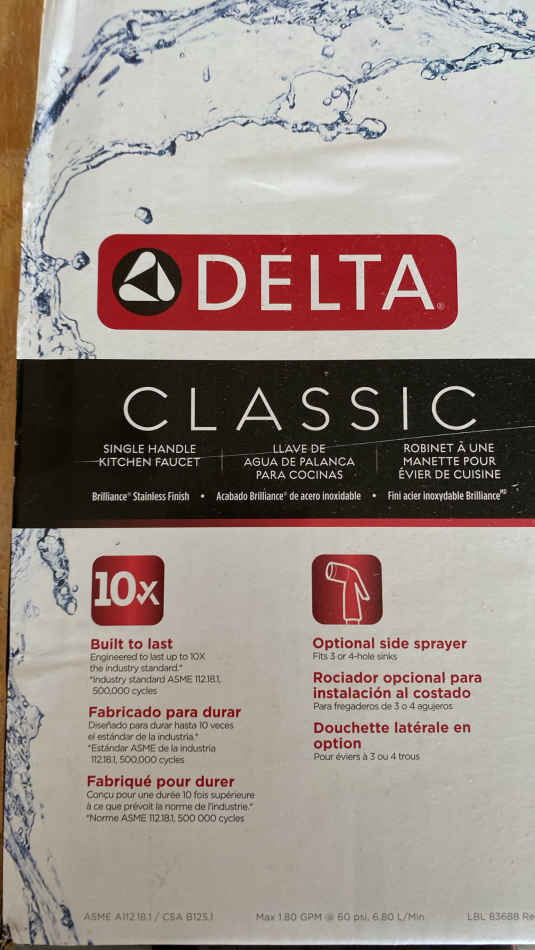 DELTA®
CLASSIC
SINGLE HANDLE
KITCHEN FAUCET
LLAVE DE
AGUA DE PALANCA
PARA COCINAS
ROBINET À UNE
MANETTE POUR
ÉVIER DE CUISINE
Brilliance® Stainless Finish • Acabado Brilliance® de acero inoxidable • Fini acier inoxydable Brilliance MD
10X
Built to last
Engineered to last up to 10X
the industry standard.*
*Industry standard ASME 112.18.1,
500,000 cycles
Fabricado para durar
Diseñado para durar hasta 10 veces
el estándar de la industria.*
*Estándar ASME de la industria
112.18.1, 500,000 cycles
Fabriqué pour durer
Conçu pour une durée 10 fois supérieure
à ce que prévoit la norme de l'industrie.*
*Norme ASME 112.18.1, 500 000 cycles
Optional side sprayer
Fits 3 or 4-hole sinks
Rociador opcional para
instalación al costado
Para fregaderos de 3 o 4 agujeros
Douchette latérale en
option
Pour éviers à 3 ou 4 trous
ASME A112.18.1 / CSA B125.1
Max 1.80 GPM @ 60 psi, 6.80 L/Min
LBL 83688 Re